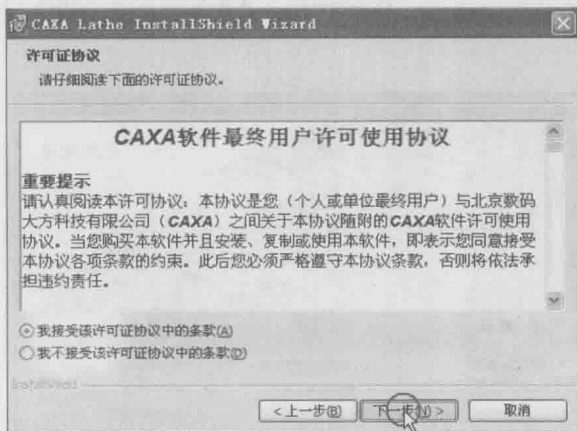 CAXA Lathe InstallShield Wizard
许可证协议
请仔细阅读下面的许可证协议。
CAXA软件最终用户许可使用协议
重要提示
请认真阅读本许可协议：本协议是您（个人或单位最终用户）与北京数码
大方科技有限公司（CAXA）之间关于本协议随附的CAXA软件许可使用
协议。当您购买本软件并且安装、复制或使用本软件，即表示您同意接受
本协议各项条款的约束。此后您必须严格遵守本协议条款，否则将依法承
担违约责任。
我接受该许可证协议中的条款(A)
我不接受该许可证协议中的条款(D)
InstallShield
<上一步(B) 下一步(N)> 取消